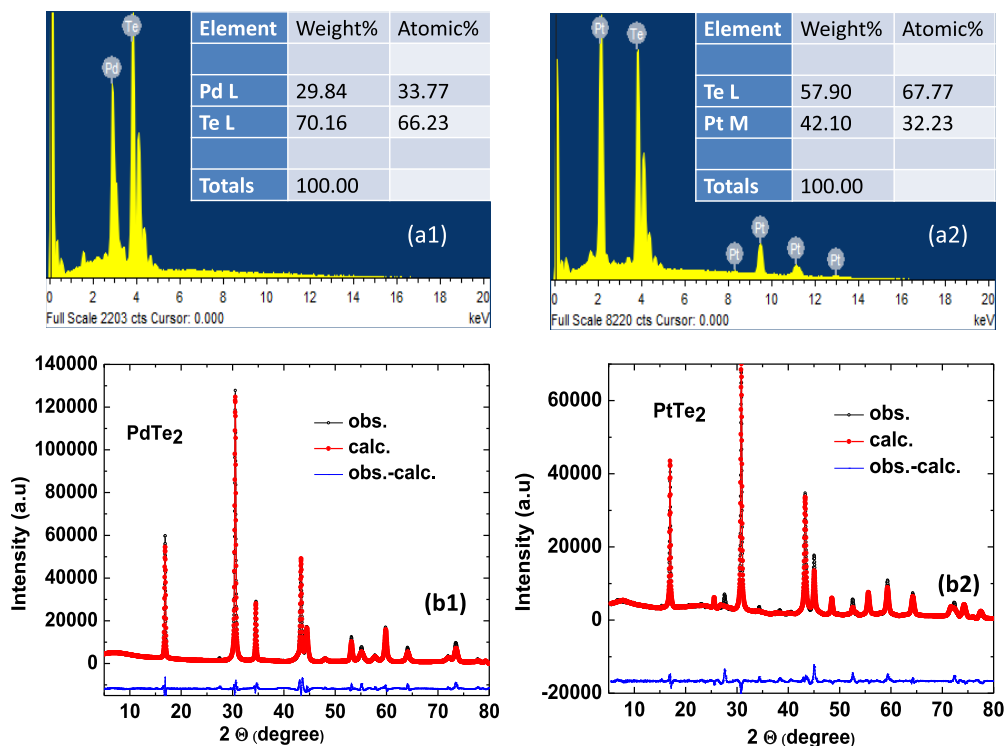 Te
Pd
Element Weight% Atomic%
Pd L 29.84 33.77
Te L 70.16 66.23
Totals 100.00
(a1)
0 2 4 6 8 10 12 14 16 18 20
Full Scale 2203 cts Cursor: 0.000 keV
Pt
Te
Element Weight% Atomic%
Te L 57.90 67.77
Pt M 42.10 32.23
Totals 100.00
(a2)
Pt
Pt
Pt
Pt
0 2 4 6 8 10 12 14 16 18 20
Full Scale 8220 cts Cursor: 0.000 keV
140000
120000
100000
80000
60000
40000
20000
0
Intensity (a.u)
PdTe2
obs.
calc.
obs.-calc.
(b1)
10 20 30 40 50 60 70 80
2 Θ (degree)
60000
40000
20000
0
-20000
Intensity (a.u)
PtTe2
obs.
calc.
obs.-calc.
(b2)
10 20 30 40 50 60 70 80
2 Θ (degree)